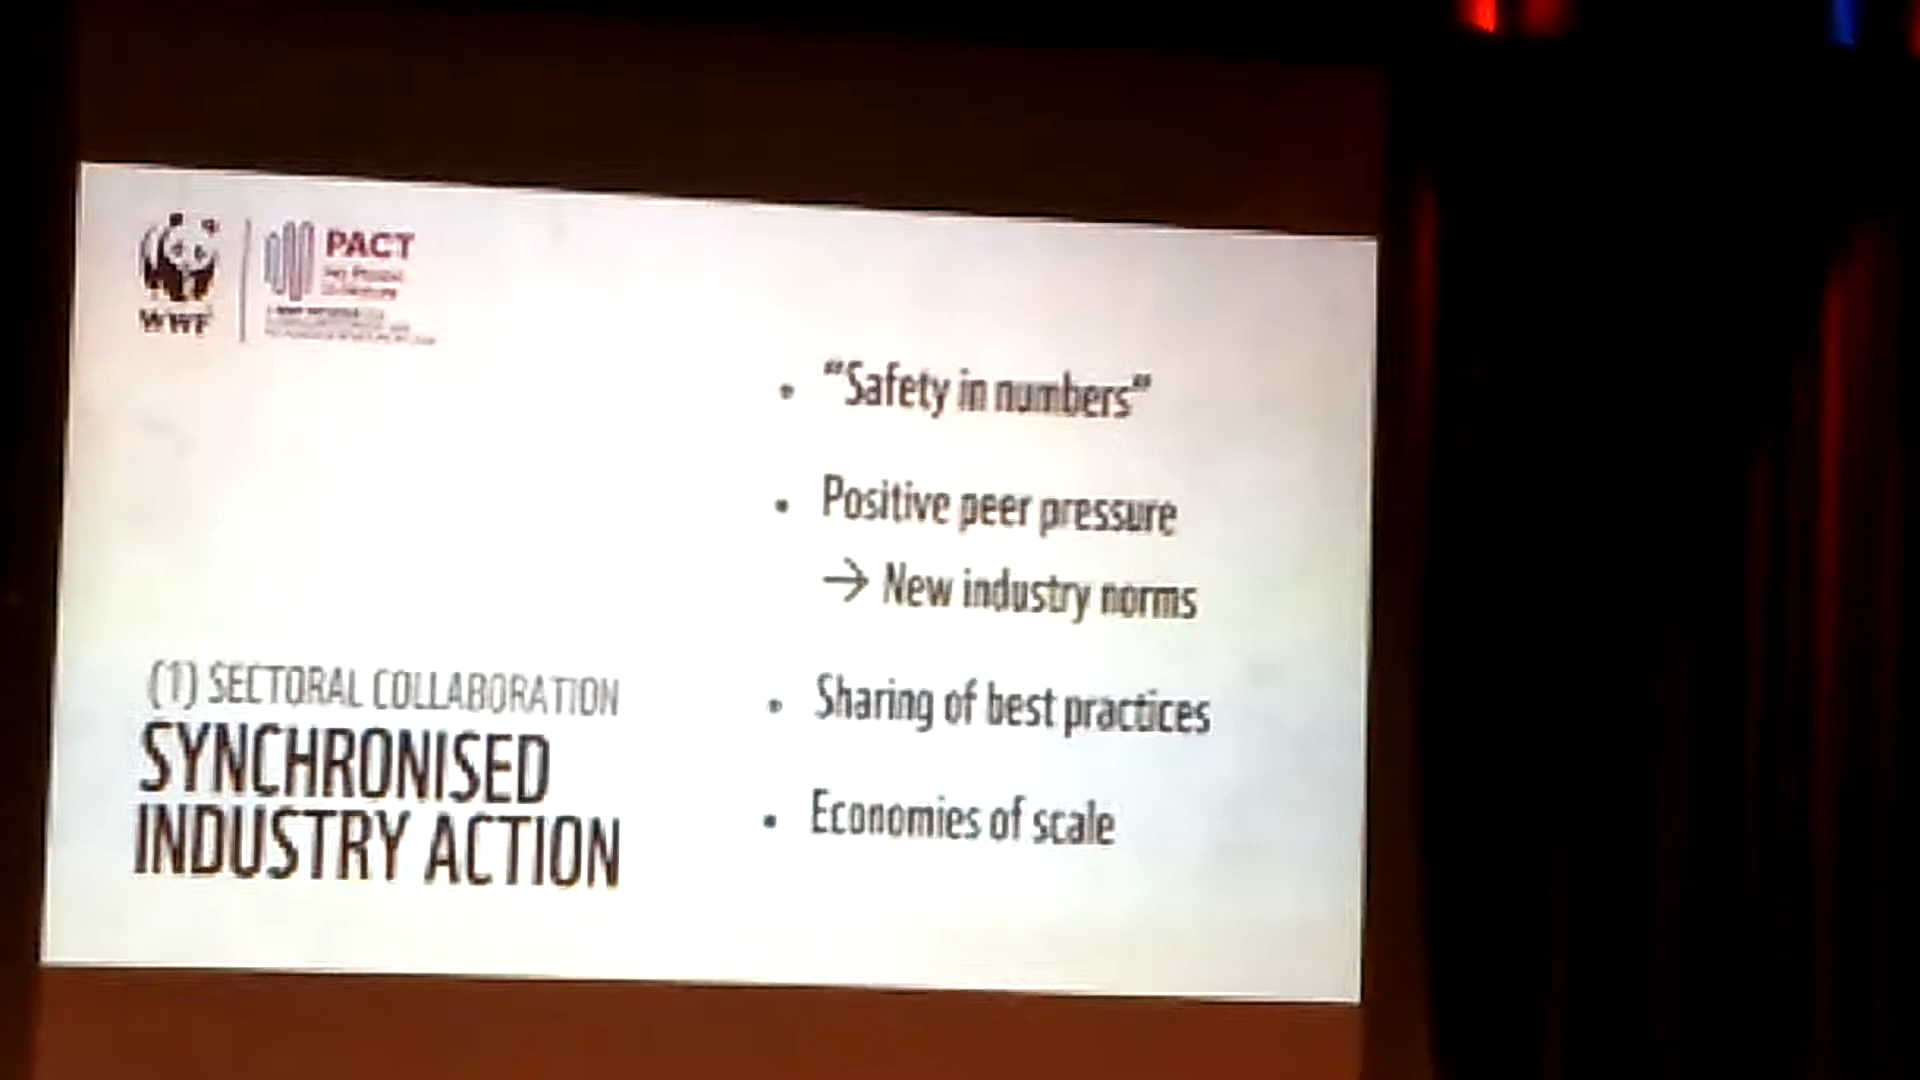 WWF
PACT
(1) SECTORAL COLLABORATION
SYNCHRONISED
INDUSTRY ACTION
• “Safety in numbers”
• Positive peer pressure
→ New industry norms
• Sharing of best practices
• Economies of scale